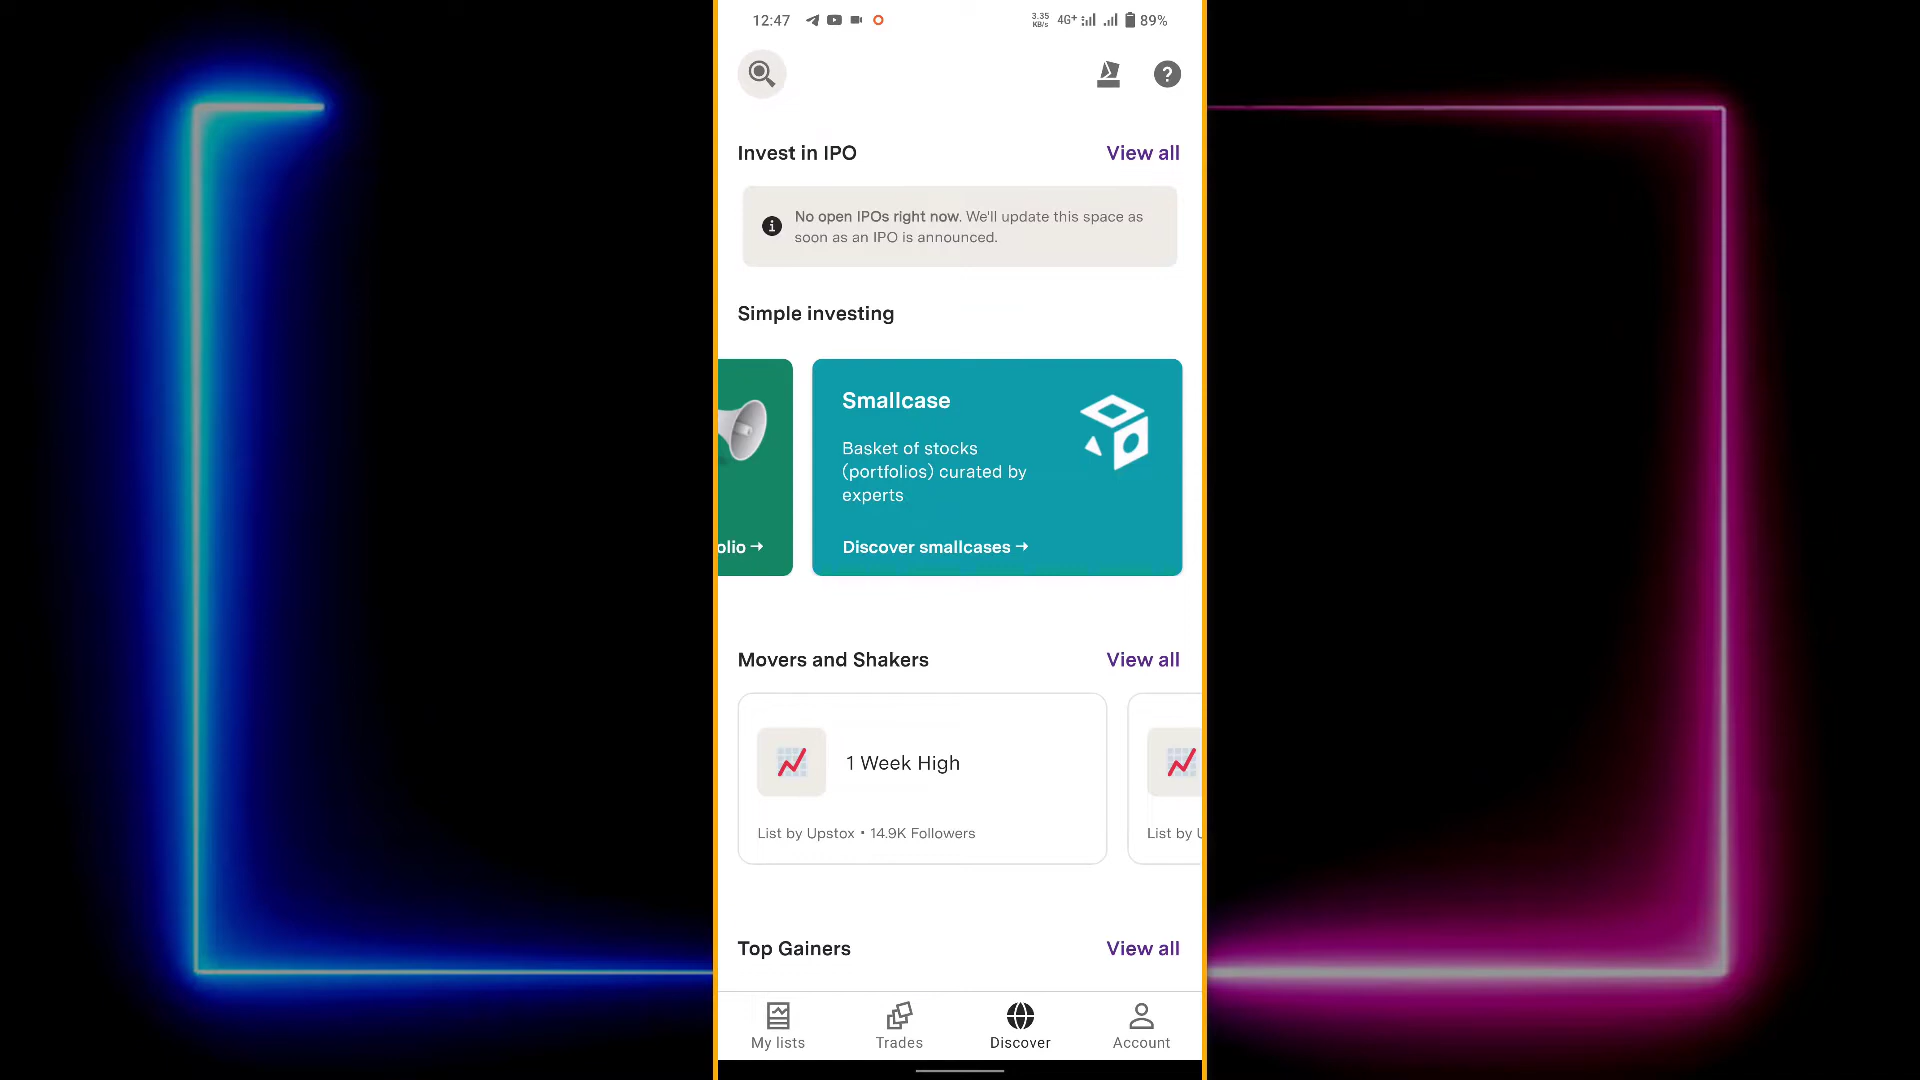 12:47
3.35
KB/s
4G+
89%
Invest in IPO
View all
No open IPOs right now. We'll update this space as
soon as an IPO is announced.
Simple investing
Smallcase
Basket of stocks
(portfolios) curated by
experts
olio →
Discover smallcases →
Movers and Shakers
View all
1 Week High
List by Upstox • 14.9K Followers
List by U
Top Gainers
View all
My lists
Trades
Discover
Account